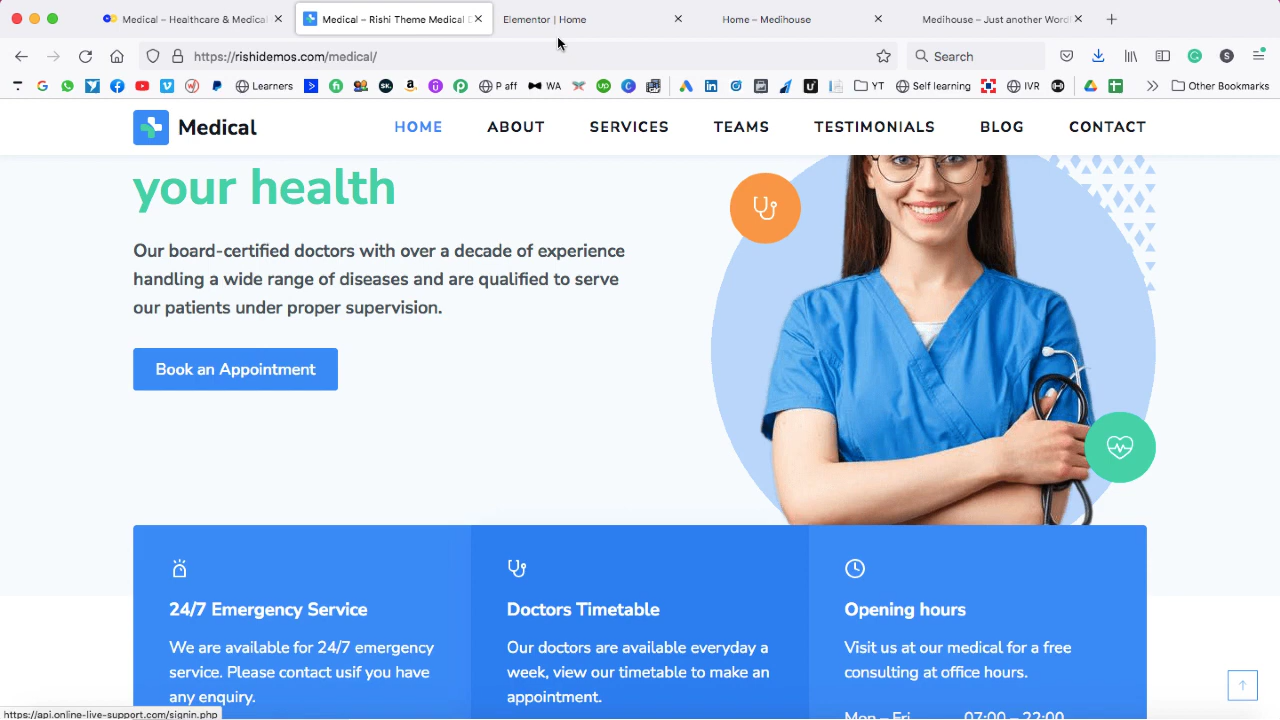 Medical – Healthcare & Medical
Medical – Rishi Theme Medical D
Elementor | Home
Home – Medihouse
Medihouse – Just another Word
https://rishidemos.com/medical/
Search
S
Learners
P aff
WA
YT
Self learning
IVR
Other Bookmarks
Medical
HOME
ABOUT
SERVICES
TEAMS
TESTIMONIALS
BLOG
CONTACT
your health
Our board-certified doctors with over a decade of experience
handling a wide range of diseases and are qualified to serve
our patients under proper supervision.
Book an Appointment
24/7 Emergency Service
We are available for 24/7 emergency
service. Please contact usif you have
any enquiry.
Doctors Timetable
Our doctors are available everyday a
week, view our timetable to make an
appointment.
Opening hours
Visit us at our medical for a free
consulting at office hours.
Mon – Fri 07:00 – 22:00
https://api.online-live-support.com/signin.php